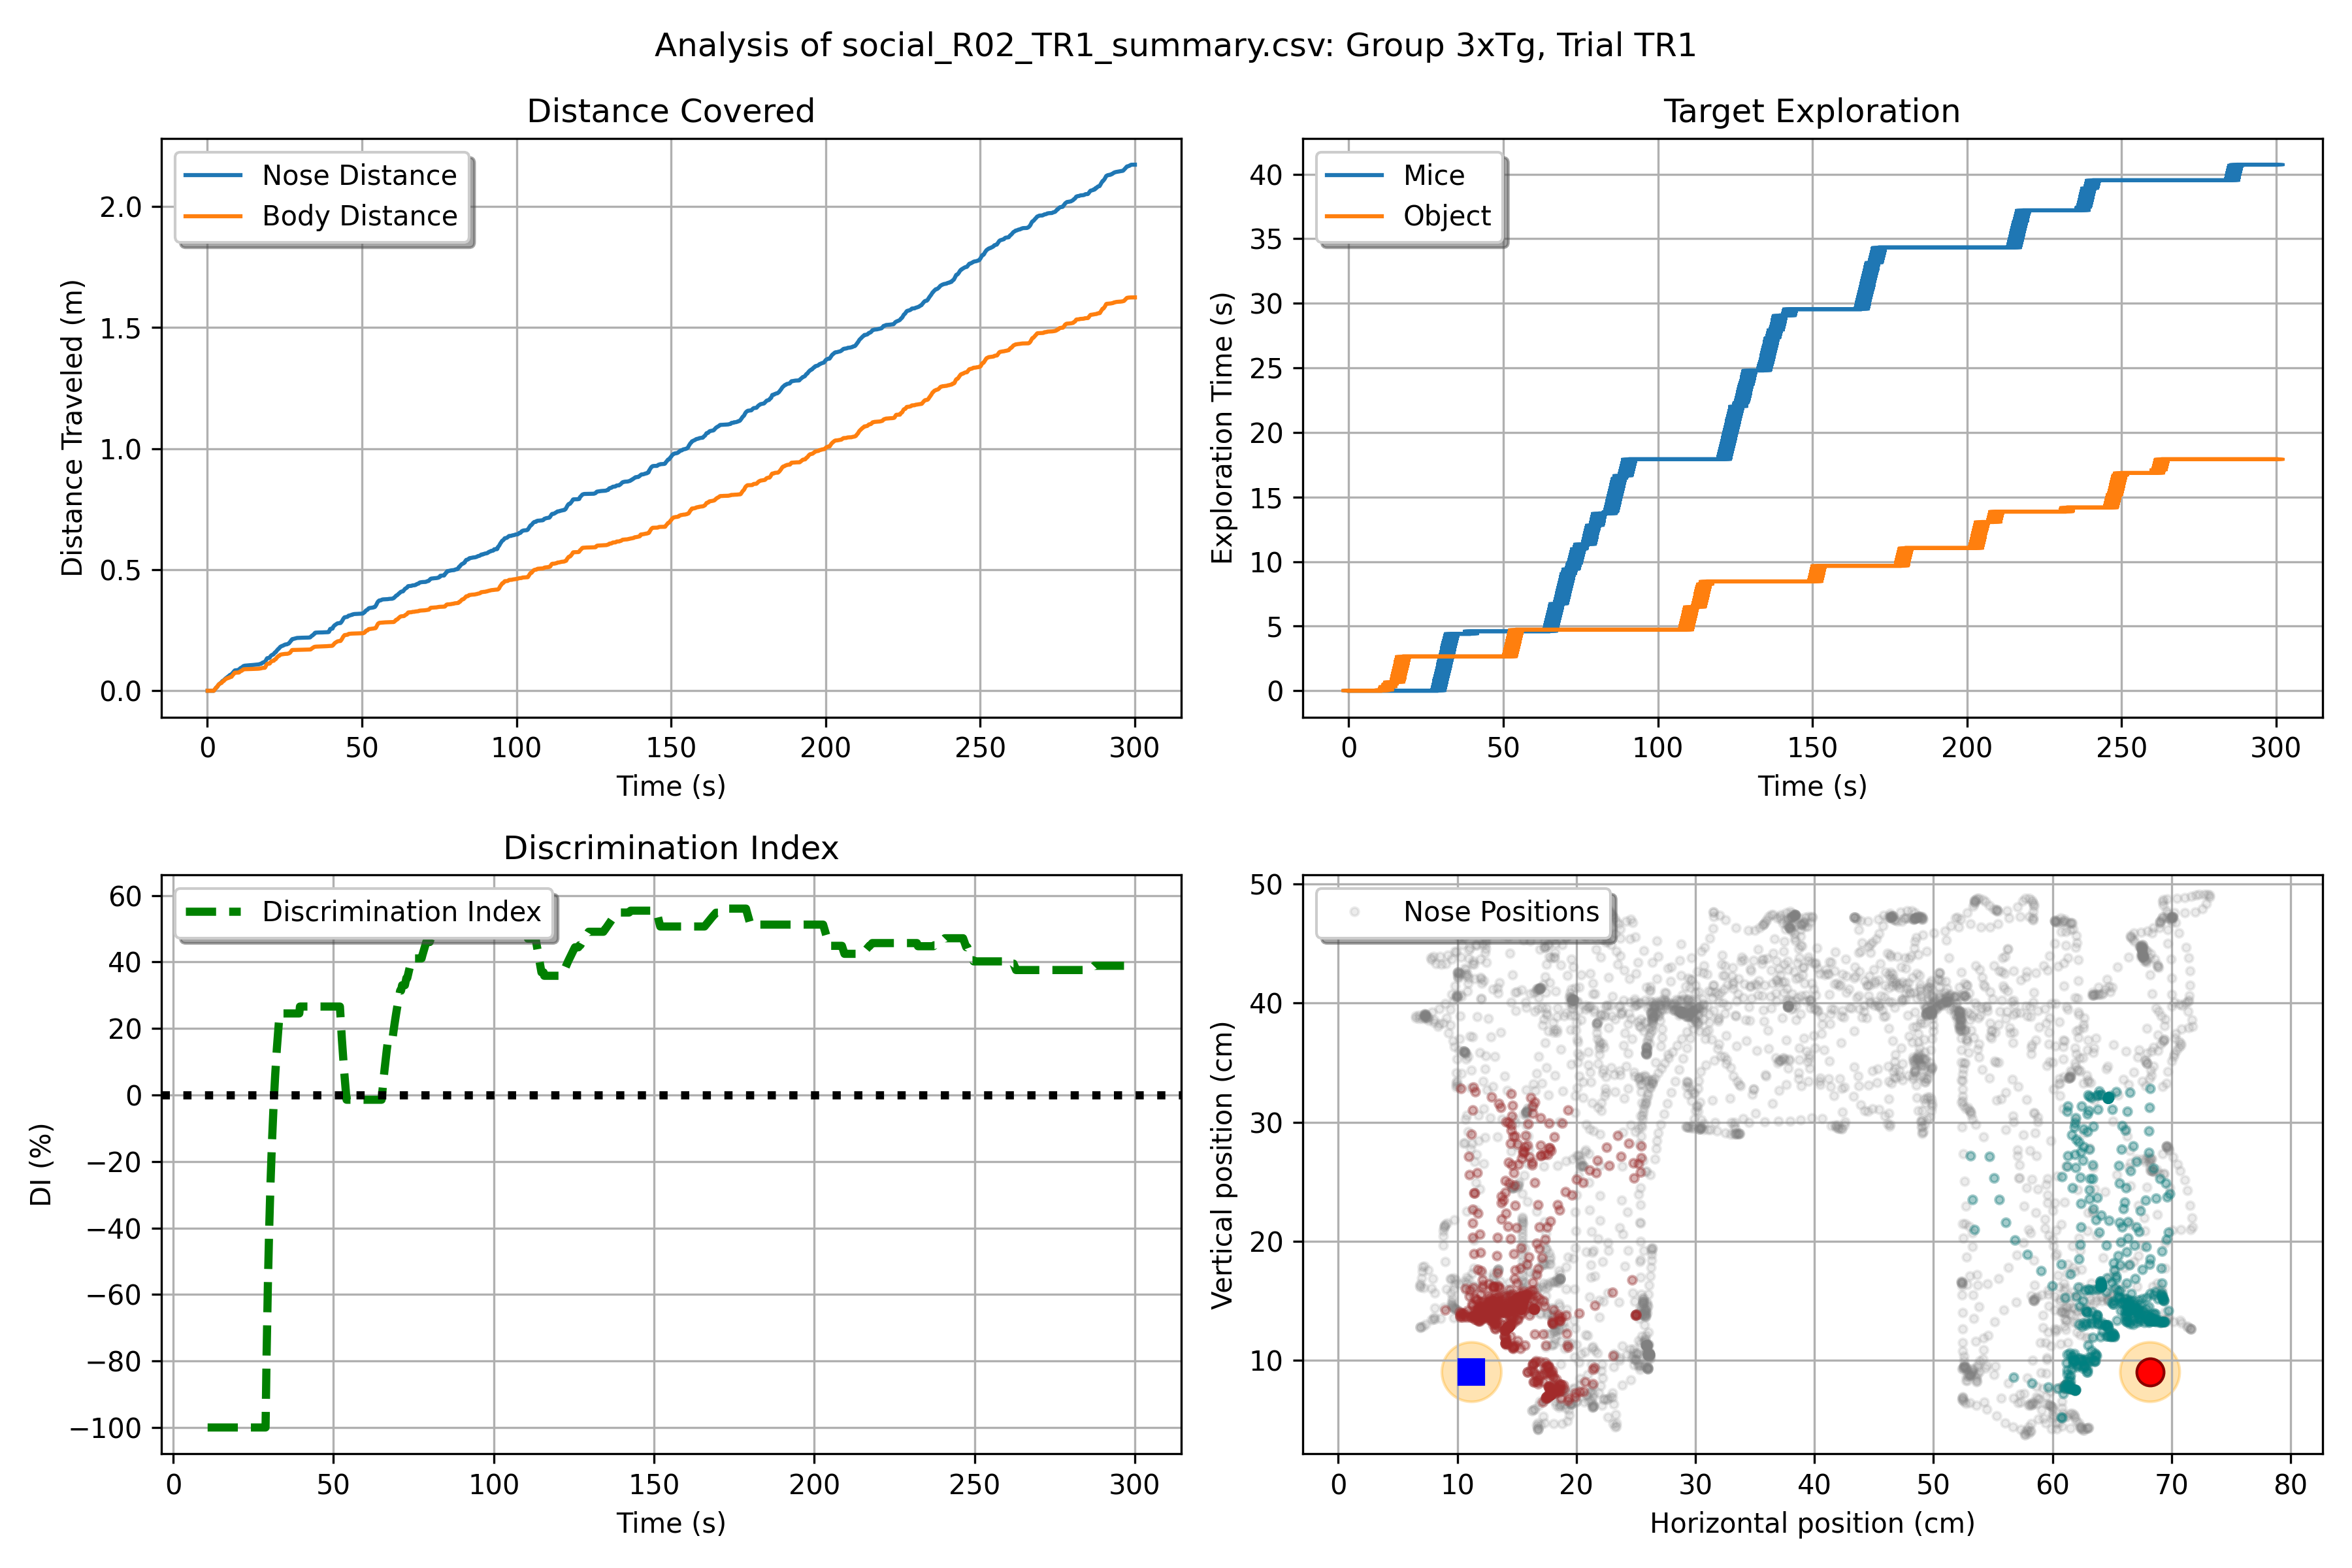 Analysis of social_R02_TR1_summary.csv: Group 3xTg, Trial TR1
Distance Covered
Nose Distance
Body Distance
Distance Traveled (m)
2.0
1.5
1.0
0.5
0.0
0 50 100 150 200 250 300
Time (s)
Target Exploration
Mice
Object
Exploration Time (s)
40
35
30
25
20
15
10
5
0
0 50 100 150 200 250 300
Time (s)
Discrimination Index
Discrimination Index
DI (%)
60
40
20
0
−20
−40
−60
−80
−100
0 50 100 150 200 250 300
Time (s)
Nose Positions
Vertical position (cm)
50
40
30
20
10
0 10 20 30 40 50 60 70 80
Horizontal position (cm)